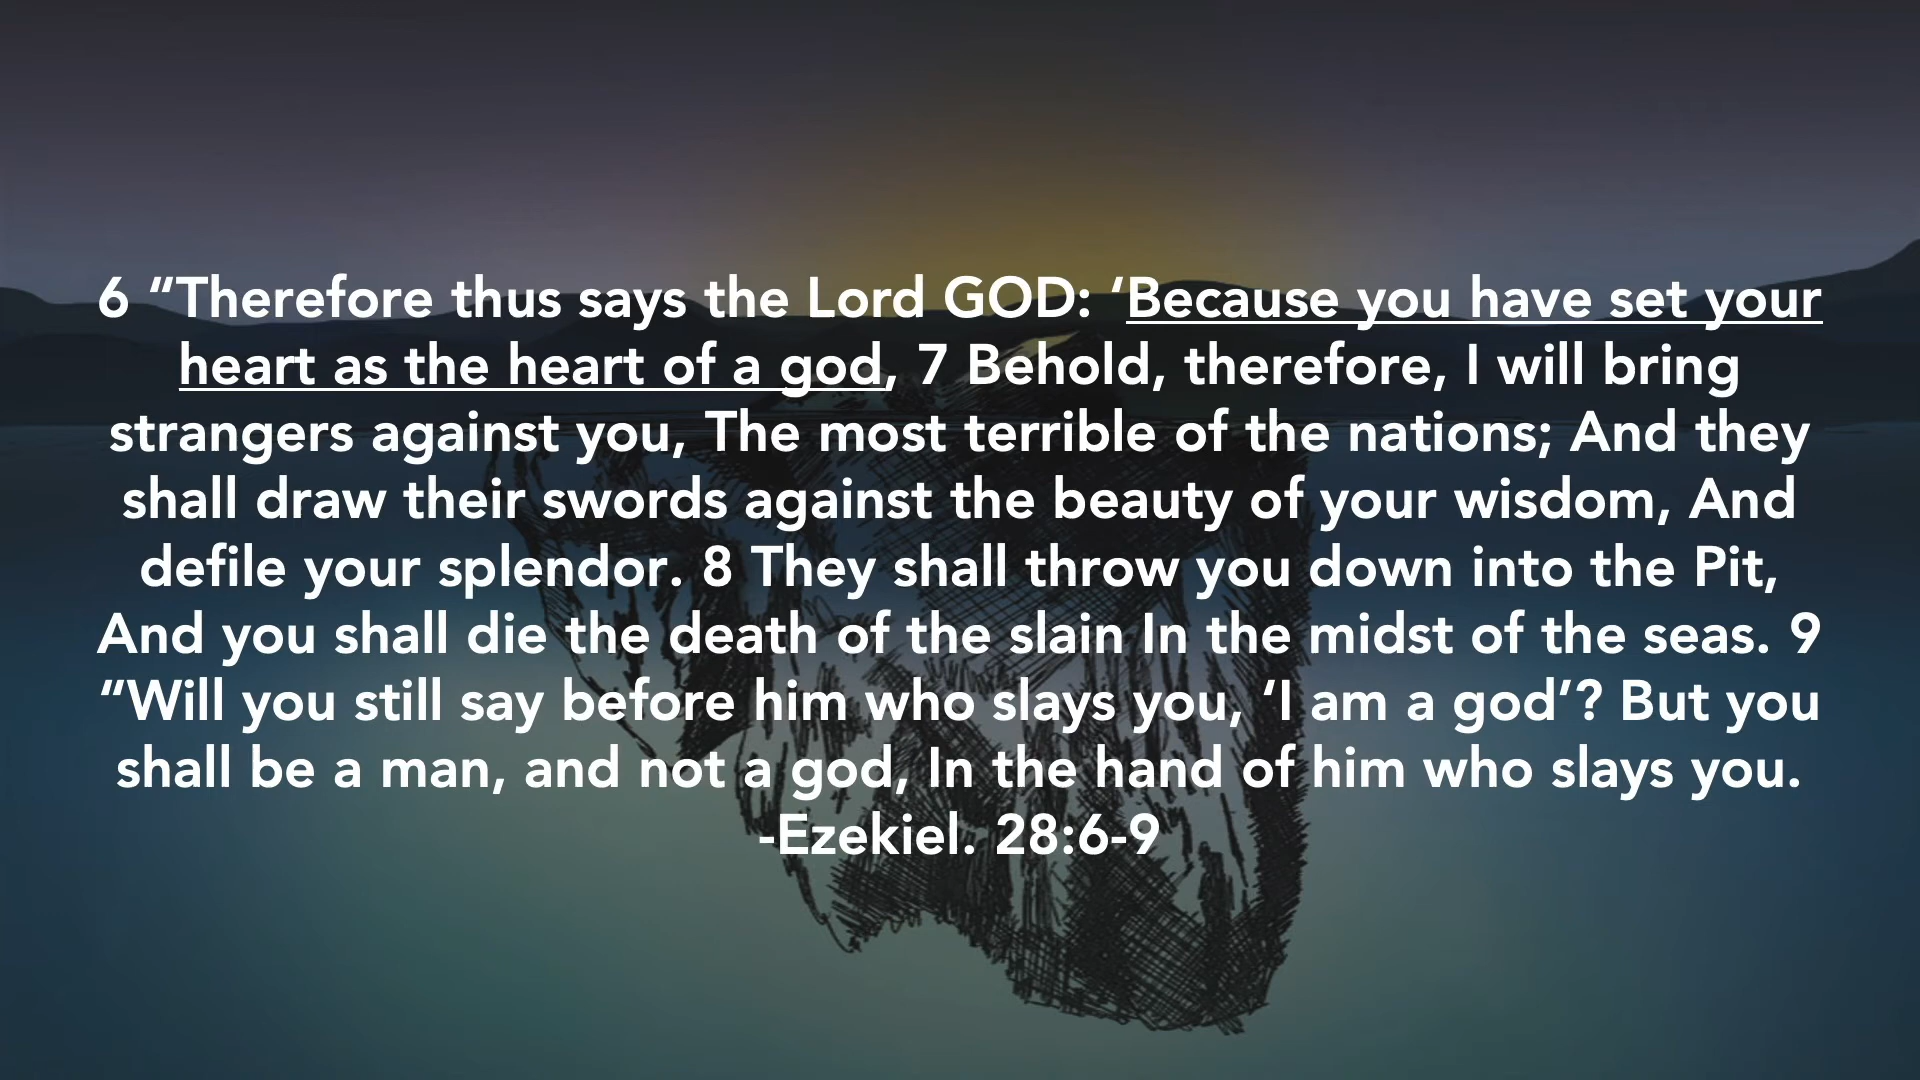 6 “Therefore thus says the Lord GOD: ‘Because you have set your
heart as the heart of a god, 7 Behold, therefore, I will bring
strangers against you, The most terrible of the nations; And they
shall draw their swords against the beauty of your wisdom, And
defile your splendor. 8 They shall throw you down into the Pit,
And you shall die the death of the slain In the midst of the seas. 9
“Will you still say before him who slays you, ‘I am a god’? But you
shall be a man, and not a god, In the hand of him who slays you.
-Ezekiel. 28:6-9